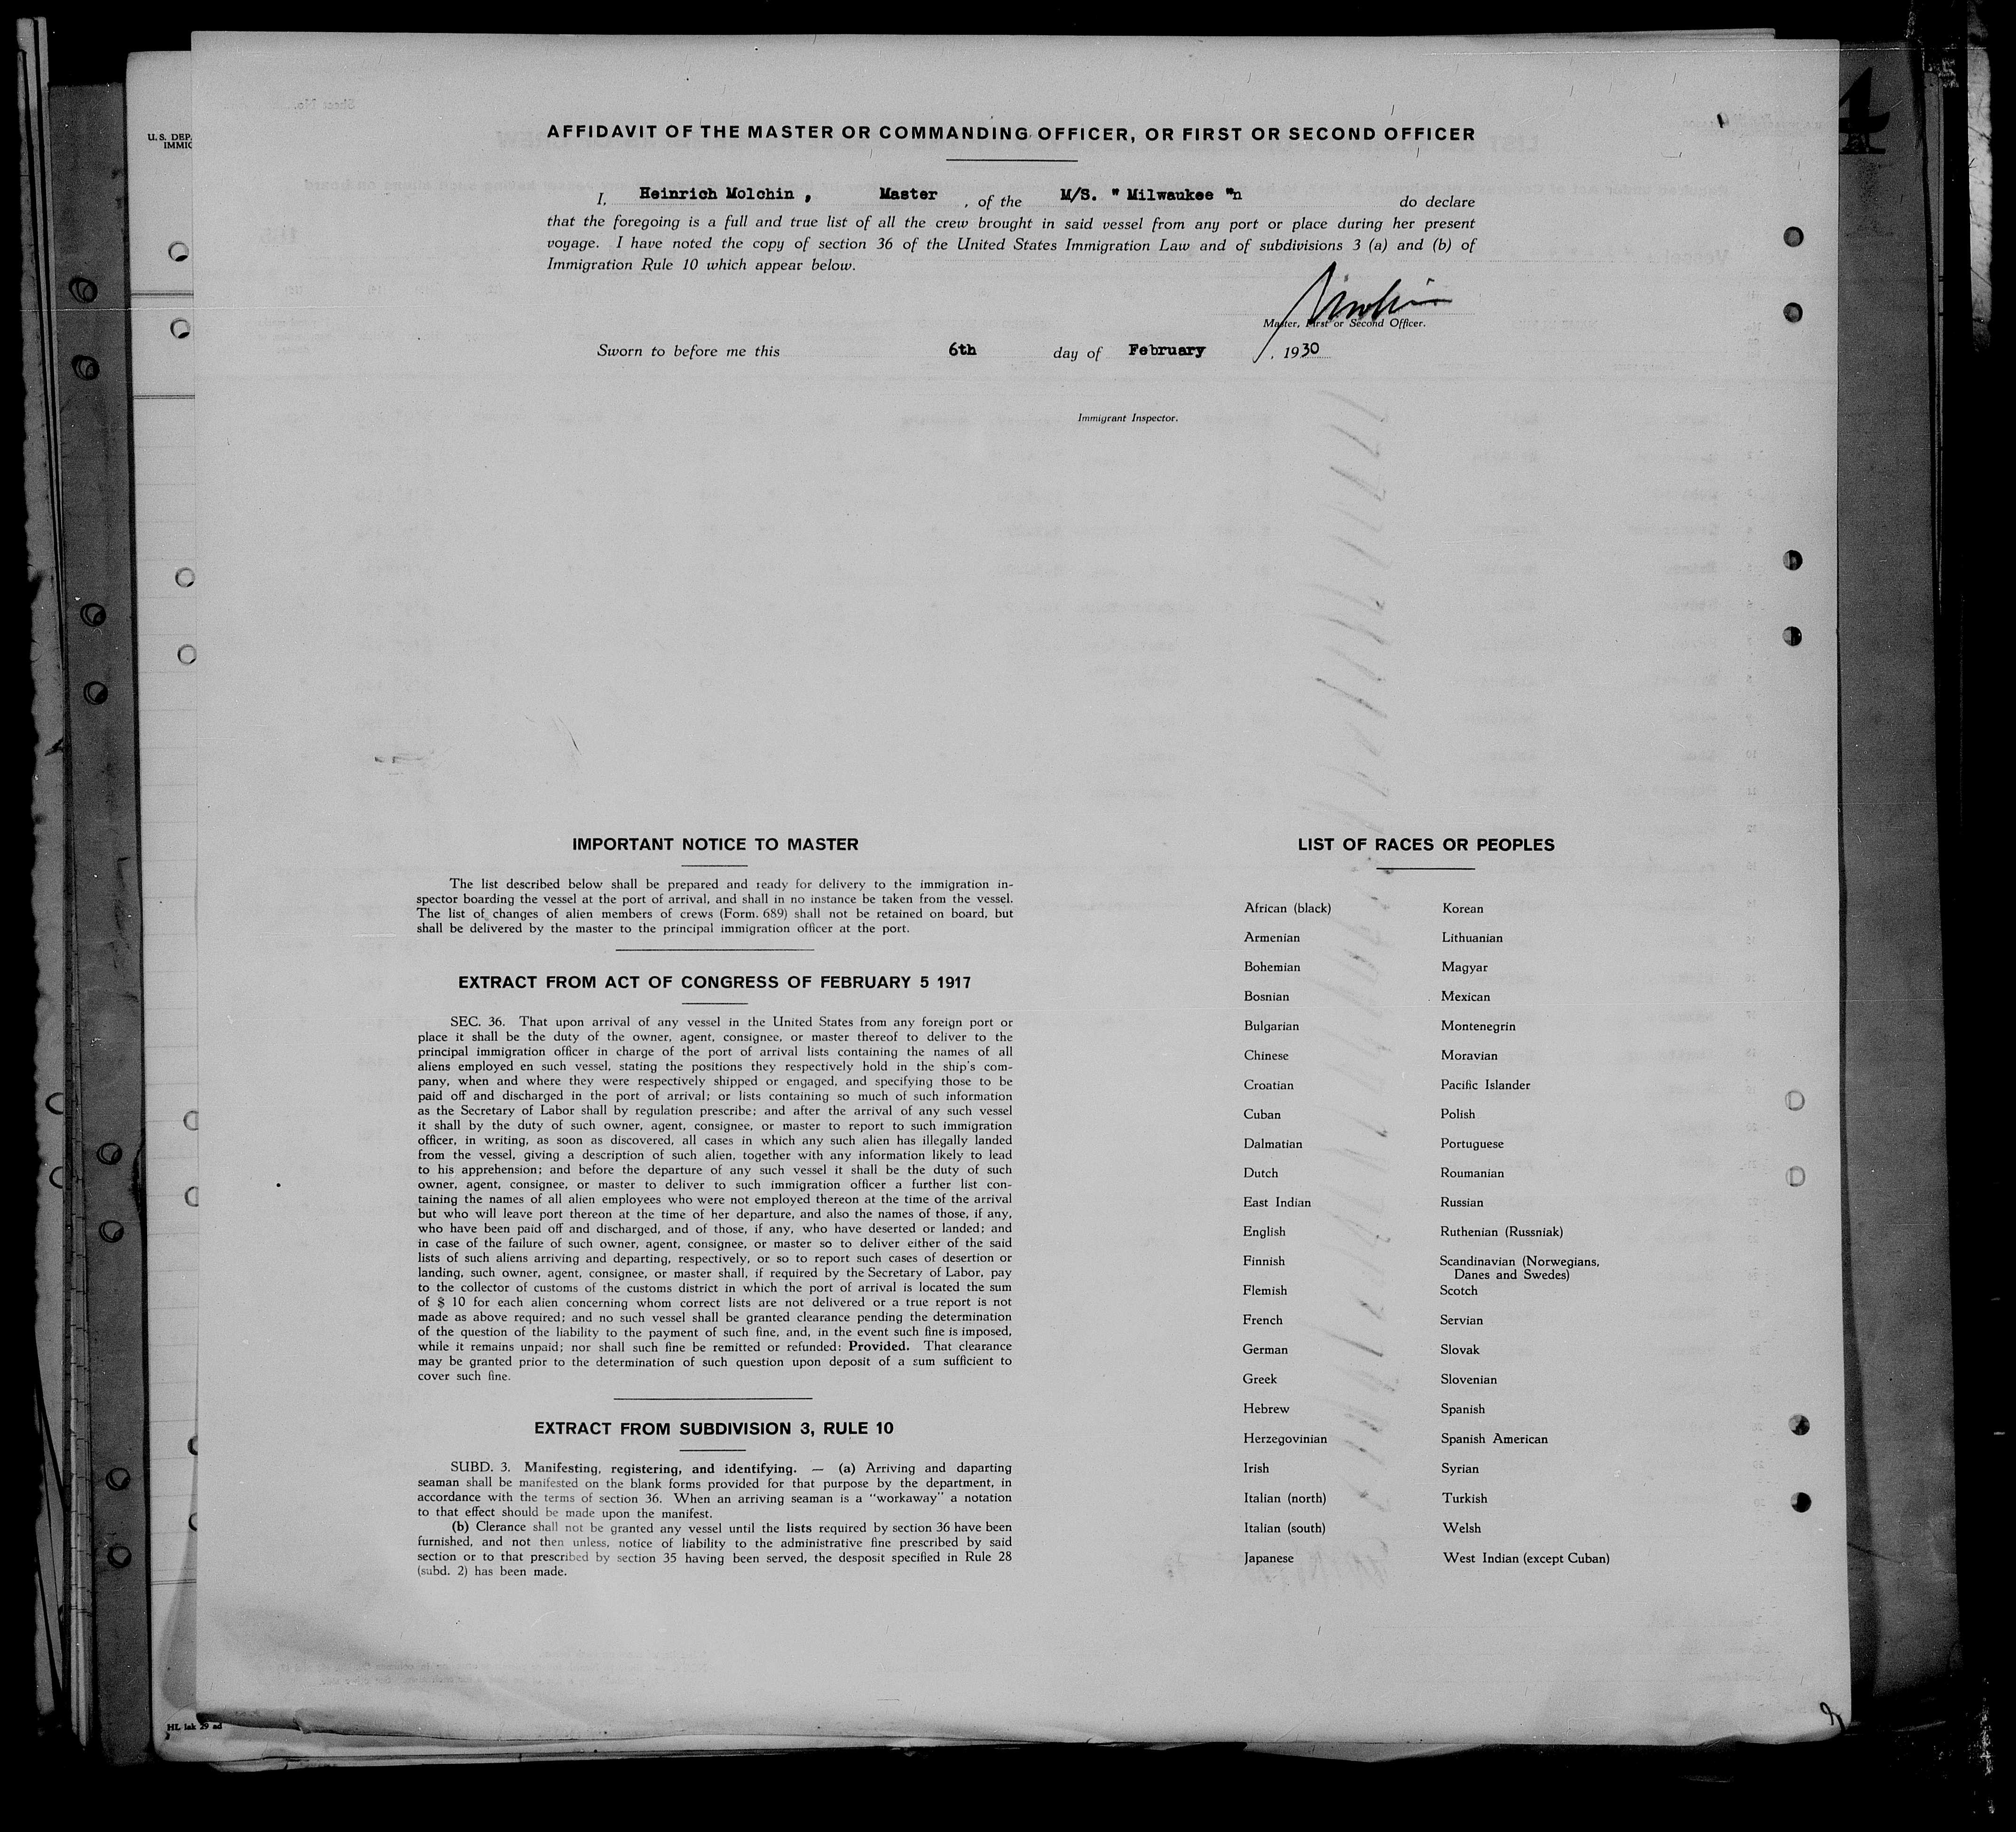 U. S. DEP
IMMIG
AFFIDAVIT OF THE MASTER OR COMMANDING OFFICER, OR FIRST OR SECOND OFFICER
I, Heinrich Molchin , Master , of the M/S. " Milwaukee "n do declare
that the foregoing is a full and true list of all the crew brought in said vessel from any port or place during her present
voyage. I have noted the copy of section 36 of the United States Immigration Law and of subdivisions 3 (a) and (b) of
Immigration Rule 10 which appear below.
Master, First or Second Officer.
Sworn to before me this 6th day of February , 1930
Immigrant Inspector.
IMPORTANT NOTICE TO MASTER
The list described below shall be prepared and ready for delivery to the immigration in-
spector boarding the vessel at the port of arrival, and shall in no instance be taken from the vessel.
The list of changes of alien members of crews (Form. 689) shall not be retained on board, but
shall be delivered by the master to the principal immigration officer at the port.
EXTRACT FROM ACT OF CONGRESS OF FEBRUARY 5 1917
SEC. 36. That upon arrival of any vessel in the United States from any foreign port or
place it shall be the duty of the owner, agent, consignee, or master thereof to deliver to the
principal immigration officer in charge of the port of arrival lists containing the names of all
aliens employed en such vessel, stating the positions they respectively hold in the ship's com-
pany, when and where they were respectively shipped or engaged, and specifying those to be
paid off and discharged in the port of arrival; or lists containing so much of such information
as the Secretary of Labor shall by regulation prescribe; and after the arrival of any such vessel
it shall by the duty of such owner, agent, consignee, or master to report to such immigration
officer, in writing, as soon as discovered, all cases in which any such alien has illegally landed
from the vessel, giving a description of such alien, together with any information likely to lead
to his apprehension; and before the departure of any such vessel it shall be the duty of such
owner, agent, consignee, or master to deliver to such immigration officer a further list con-
taining the names of all alien employees who were not employed thereon at the time of the arrival
but who will leave port thereon at the time of her departure, and also the names of those, if any,
who have been paid off and discharged, and of those, if any, who have deserted or landed; and
in case of the failure of such owner, agent, consignee, or master so to deliver either of the said
lists of such aliens arriving and departing, respectively, or so to report such cases of desertion or
landing, such owner, agent, consignee, or master shall, if required by the Secretary of Labor, pay
to the collector of customs of the customs district in which the port of arrival is located the sum
of $ 10 for each alien concerning whom correct lists are not delivered or a true report is not
made as above required; and no such vessel shall be granted clearance pending the determination
of the question of the liability to the payment of such fine, and, in the event such fine is imposed,
while it remains unpaid; nor shall such fine be remitted or refunded: Provided. That clearance
may be granted prior to the determination of such question upon deposit of a sum sufficient to
cover such fine.
EXTRACT FROM SUBDIVISION 3, RULE 10
SUBD. 3. Manifesting, registering, and identifying. — (a) Arriving and daparting
seaman shall be manifested on the blank forms provided for that purpose by the department, in
accordance with the terms of section 36. When an arriving seaman is a "workaway" a notation
to that effect should be made upon the manifest.
(b) Clerance shall not be granted any vessel until the lists required by section 36 have been
furnished, and not then unless, notice of liability to the administrative fine prescribed by said
section or to that prescribed by section 35 having been served, the desposit specified in Rule 28
(subd. 2) has been made.
LIST OF RACES OR PEOPLES
African (black)
Armenian
Bohemian
Bosnian
Bulgarian
Chinese
Croatian
Cuban
Dalmatian
Dutch
East Indian
English
Finnish
Flemish
French
German
Greek
Hebrew
Herzegovinian
Irish
Italian (north)
Italian (south)
Japanese
Korean
Lithuanian
Magyar
Mexican
Montenegrin
Moravian
Pacific Islander
Polish
Portuguese
Roumanian
Russian
Ruthenian (Russniak)
Scandinavian (Norwegians,
Danes and Swedes)
Scotch
Servian
Slovak
Slovenian
Spanish
Spanish American
Syrian
Turkish
Welsh
West Indian (except Cuban)
HL lak 29 ad
4